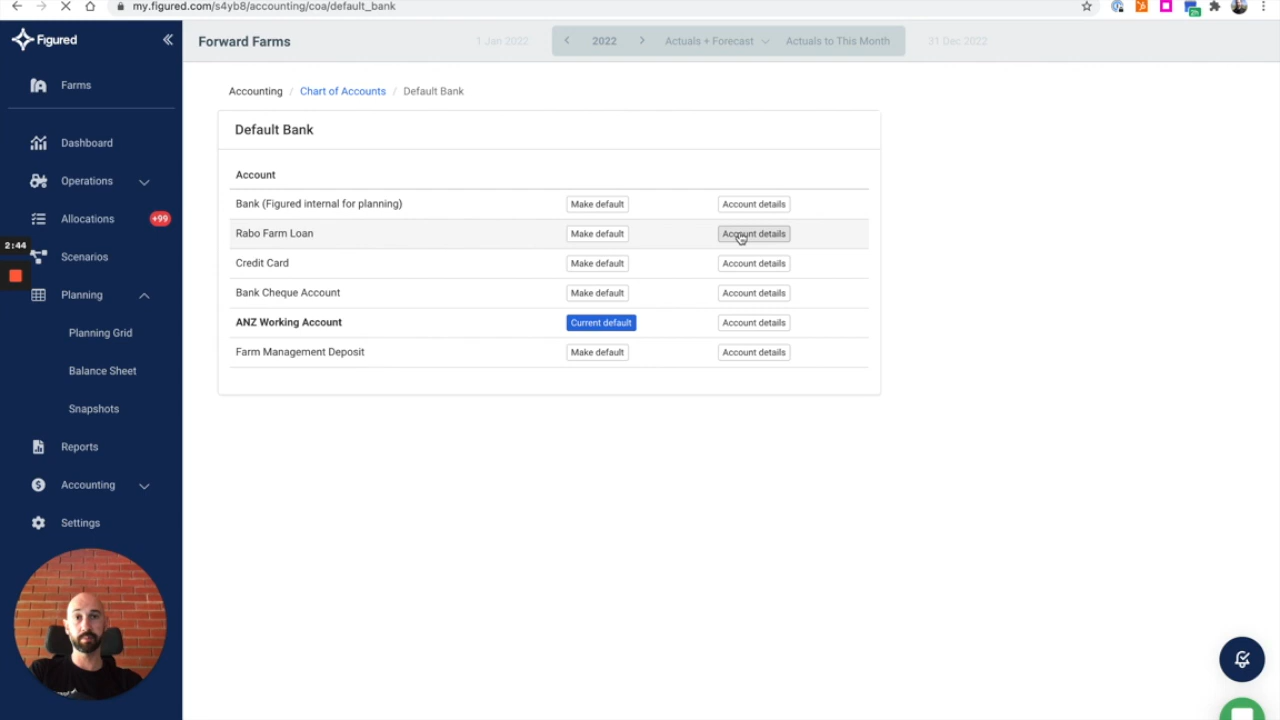 my.figured.com/s4yb8/accounting/coa/default_bank
2h
Figured
Forward Farms
1 Jan 2022
2022
Actuals + Forecast
Actuals to This Month
31 Dec 2022
Farms
Dashboard
Operations
Allocations +99
2:44
Scenarios
Planning
Planning Grid
Balance Sheet
Snapshots
Reports
Accounting
Settings
Accounting / Chart of Accounts / Default Bank
Default Bank
Account
Bank (Figured internal for planning) Make default Account details
Rabo Farm Loan Make default Account details
Credit Card Make default Account details
Bank Cheque Account Make default Account details
ANZ Working Account Current default Account details
Farm Management Deposit Make default Account details